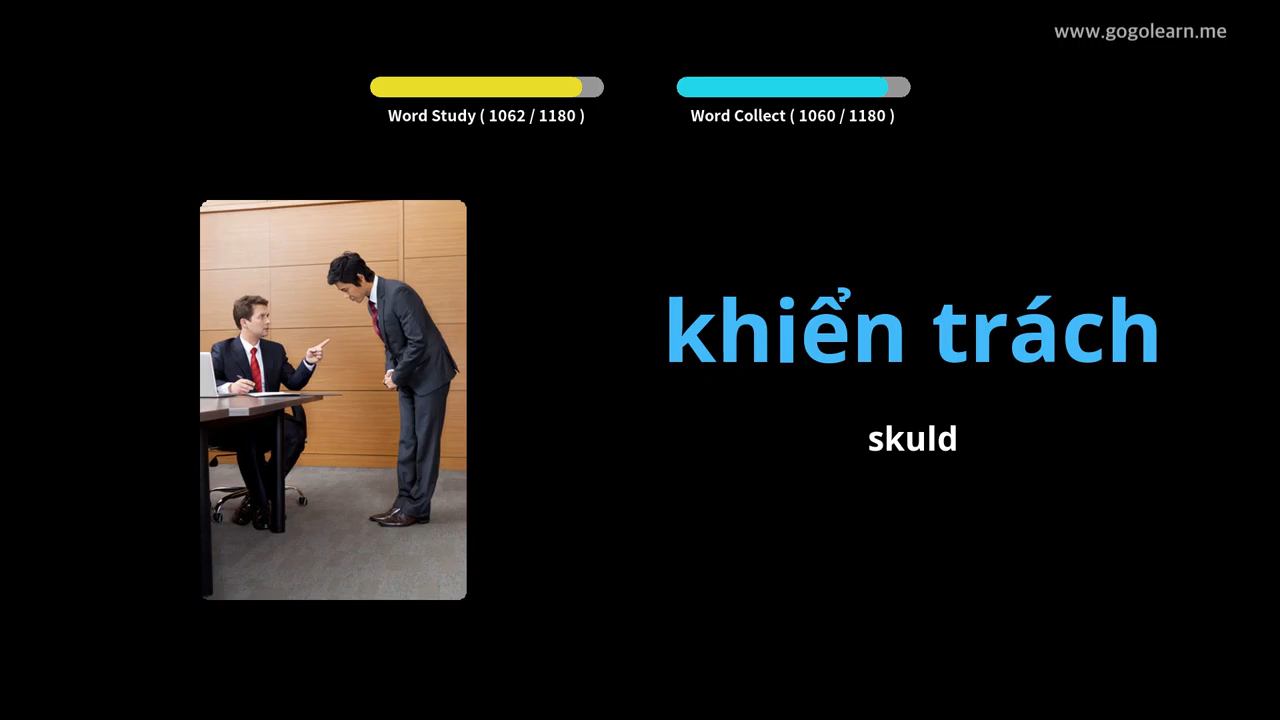 www.gogolearn.me
Word Study ( 1062 / 1180 )
Word Collect ( 1060 / 1180 )
khiển trách
skuld